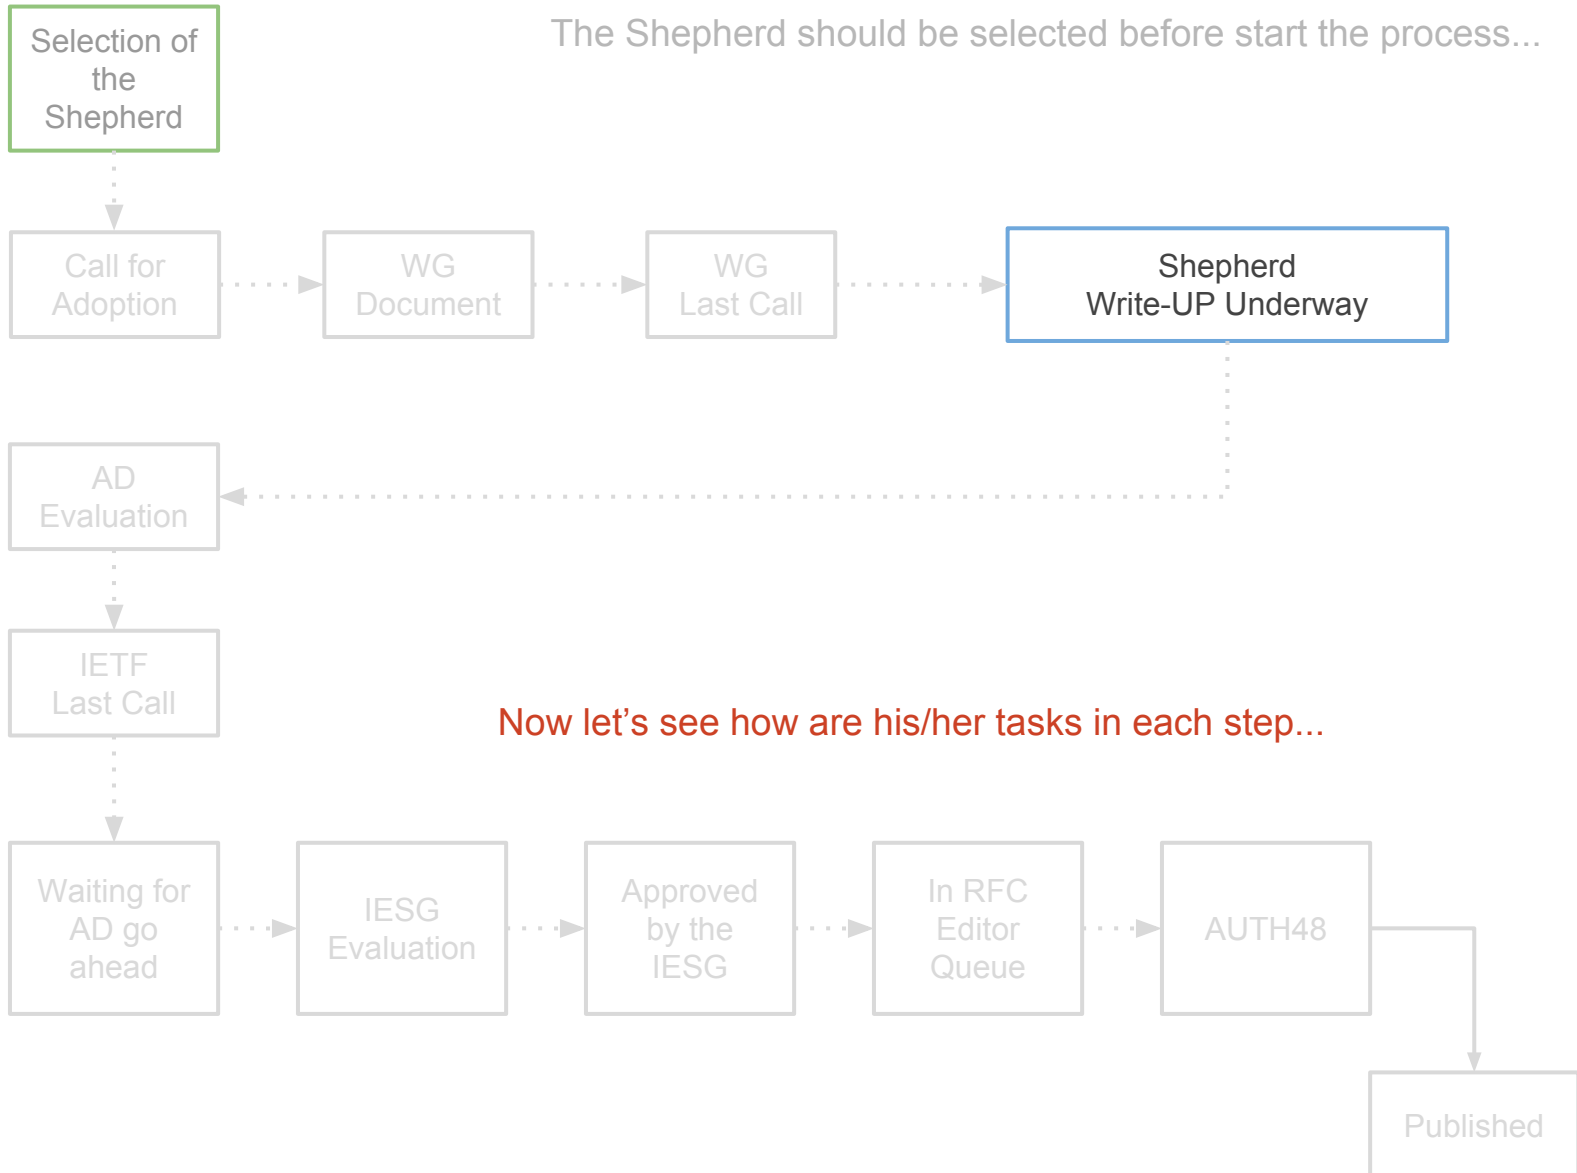 Selection of
the
Shepherd
The Shepherd should be selected before start the process...
Call for
Adoption
WG
Document
WG
Last Call
Shepherd
Write-UP Underway
AD
Evaluation
IETF
Last Call
Now let’s see how are his/her tasks in each step...
Waiting for
AD go
ahead
IESG
Evaluation
Approved
by the
IESG
In RFC
Editor
Queue
AUTH48
Published